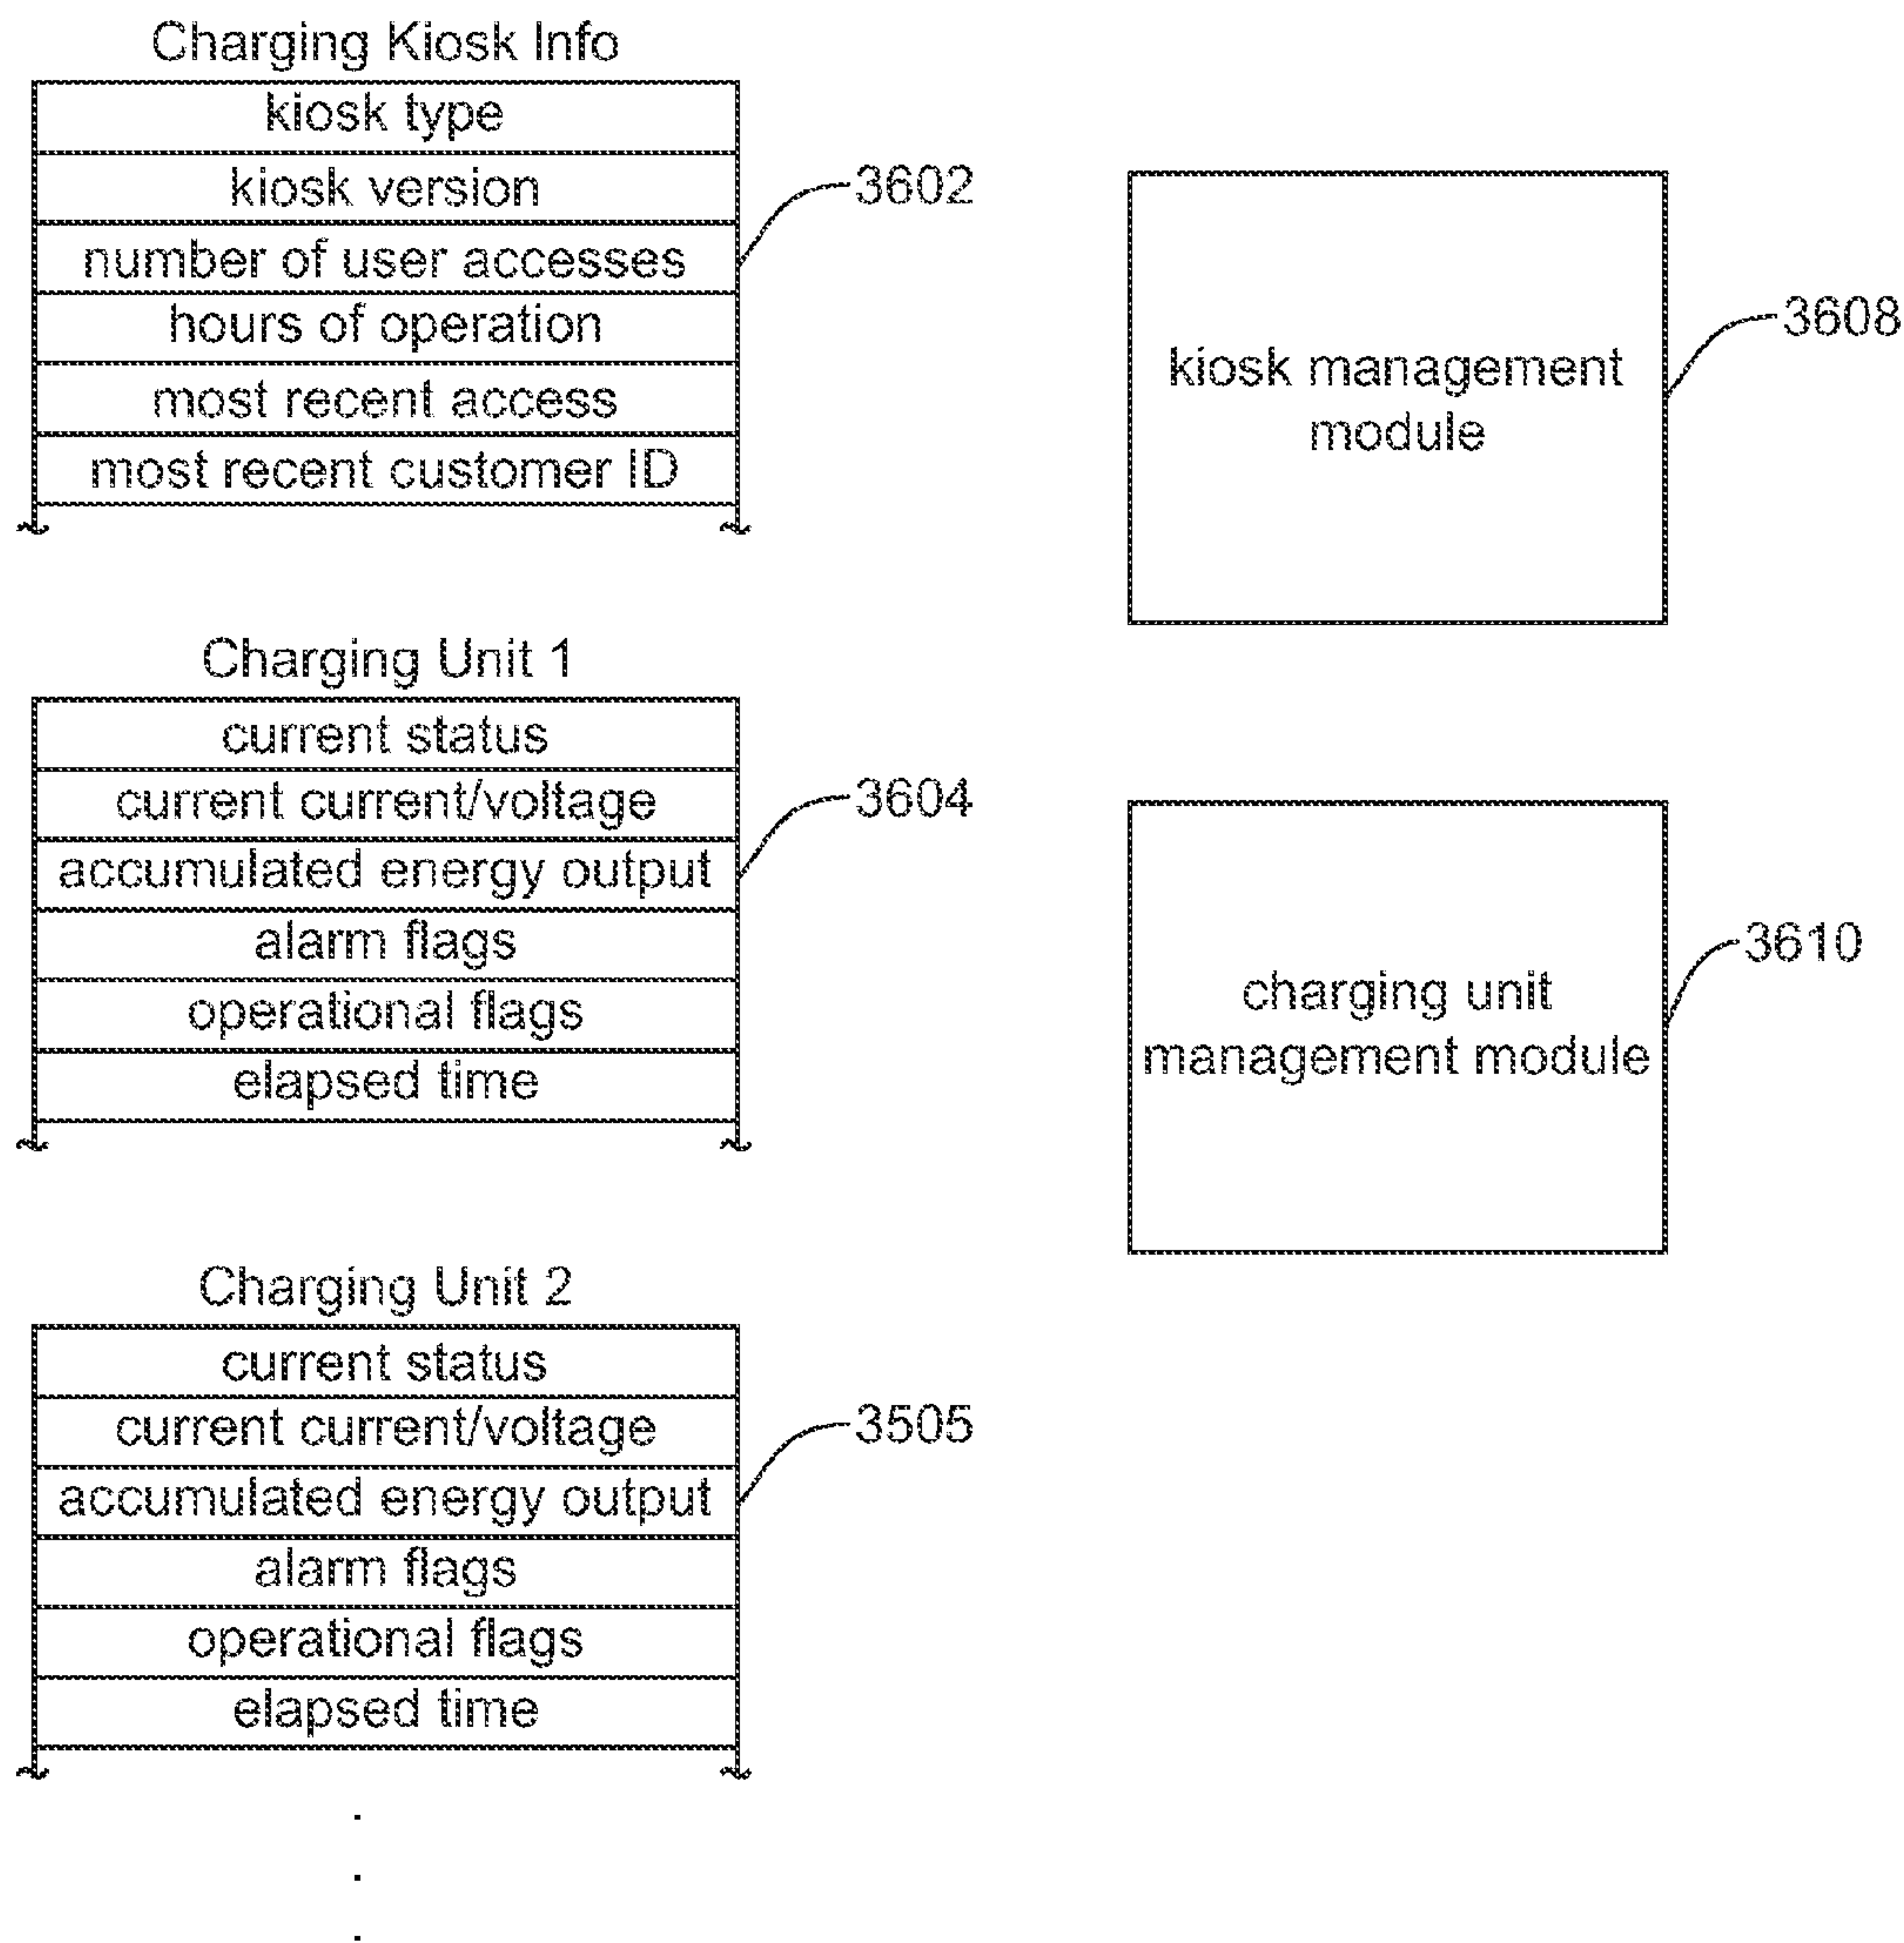 Charging Kiosk Info
kiosk type
kiosk version
number of user accesses
hours of operation
most recent access
most recent customer ID
3602
Charging Unit 1
current status
current current/voltage
accumulated energy output
alarm flags
operational flags
elapsed time
3604
Charging Unit 2
current status
current current/voltage
accumulated energy output
alarm flags
operational flags
elapsed time
3505
kiosk management
module
3608
charging unit
management module
3610